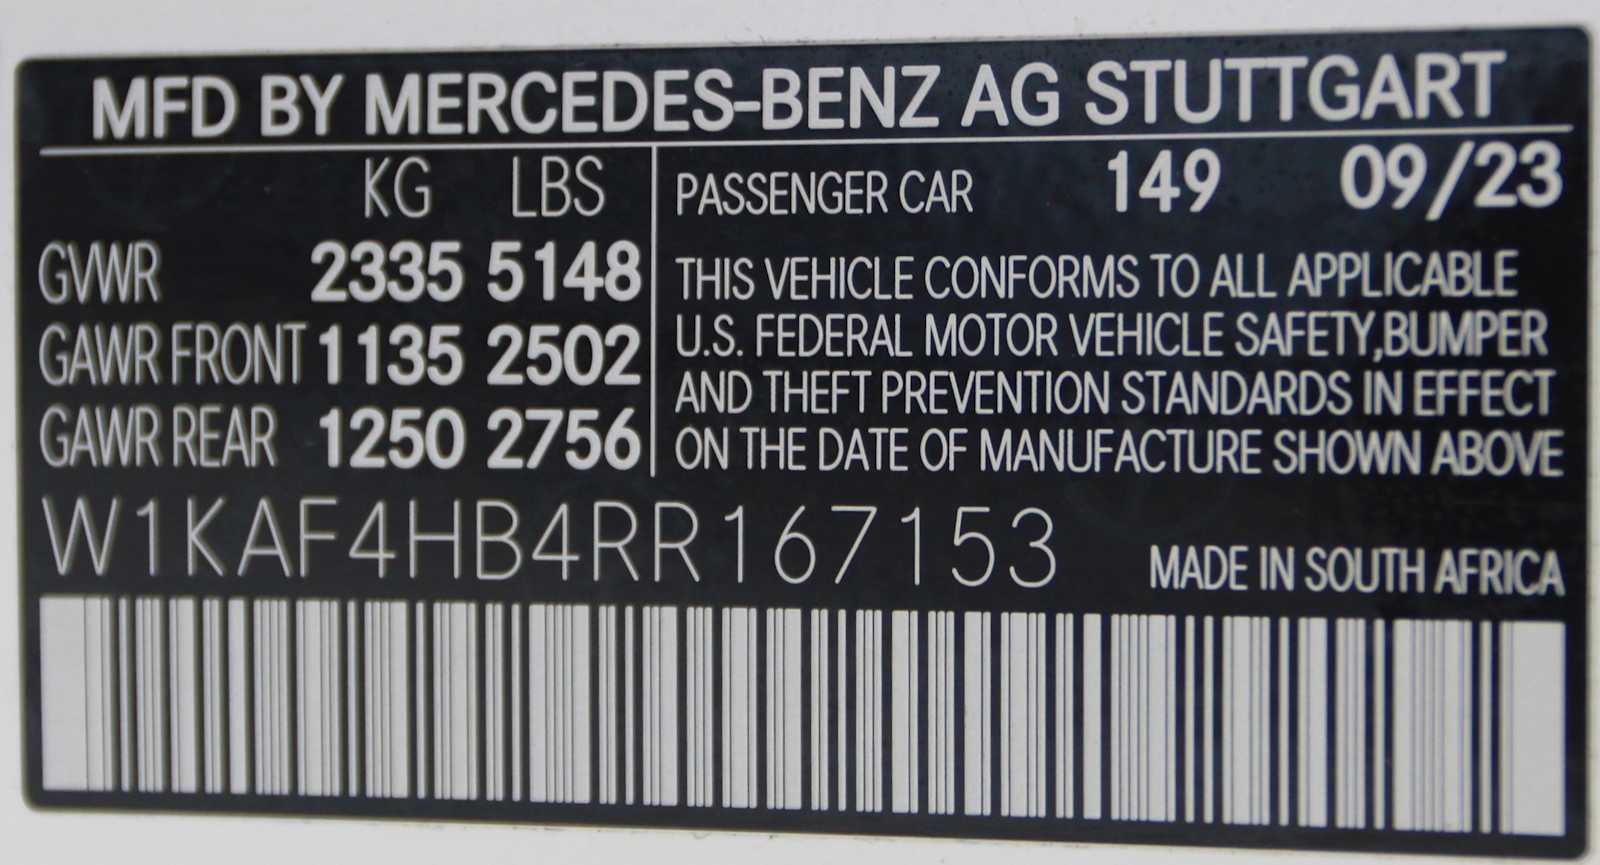 MFD BY MERCEDES-BENZ AG STUTTGART
KG LBS
GVWR 2335 5148
GAWR FRONT 1135 2502
GAWR REAR 1250 2756
PASSENGER CAR 149 09/23
THIS VEHICLE CONFORMS TO ALL APPLICABLE
U.S. FEDERAL MOTOR VEHICLE SAFETY,BUMPER
AND THEFT PREVENTION STANDARDS IN EFFECT
ON THE DATE OF MANUFACTURE SHOWN ABOVE
W1KAF4HB4RR167153
MADE IN SOUTH AFRICA